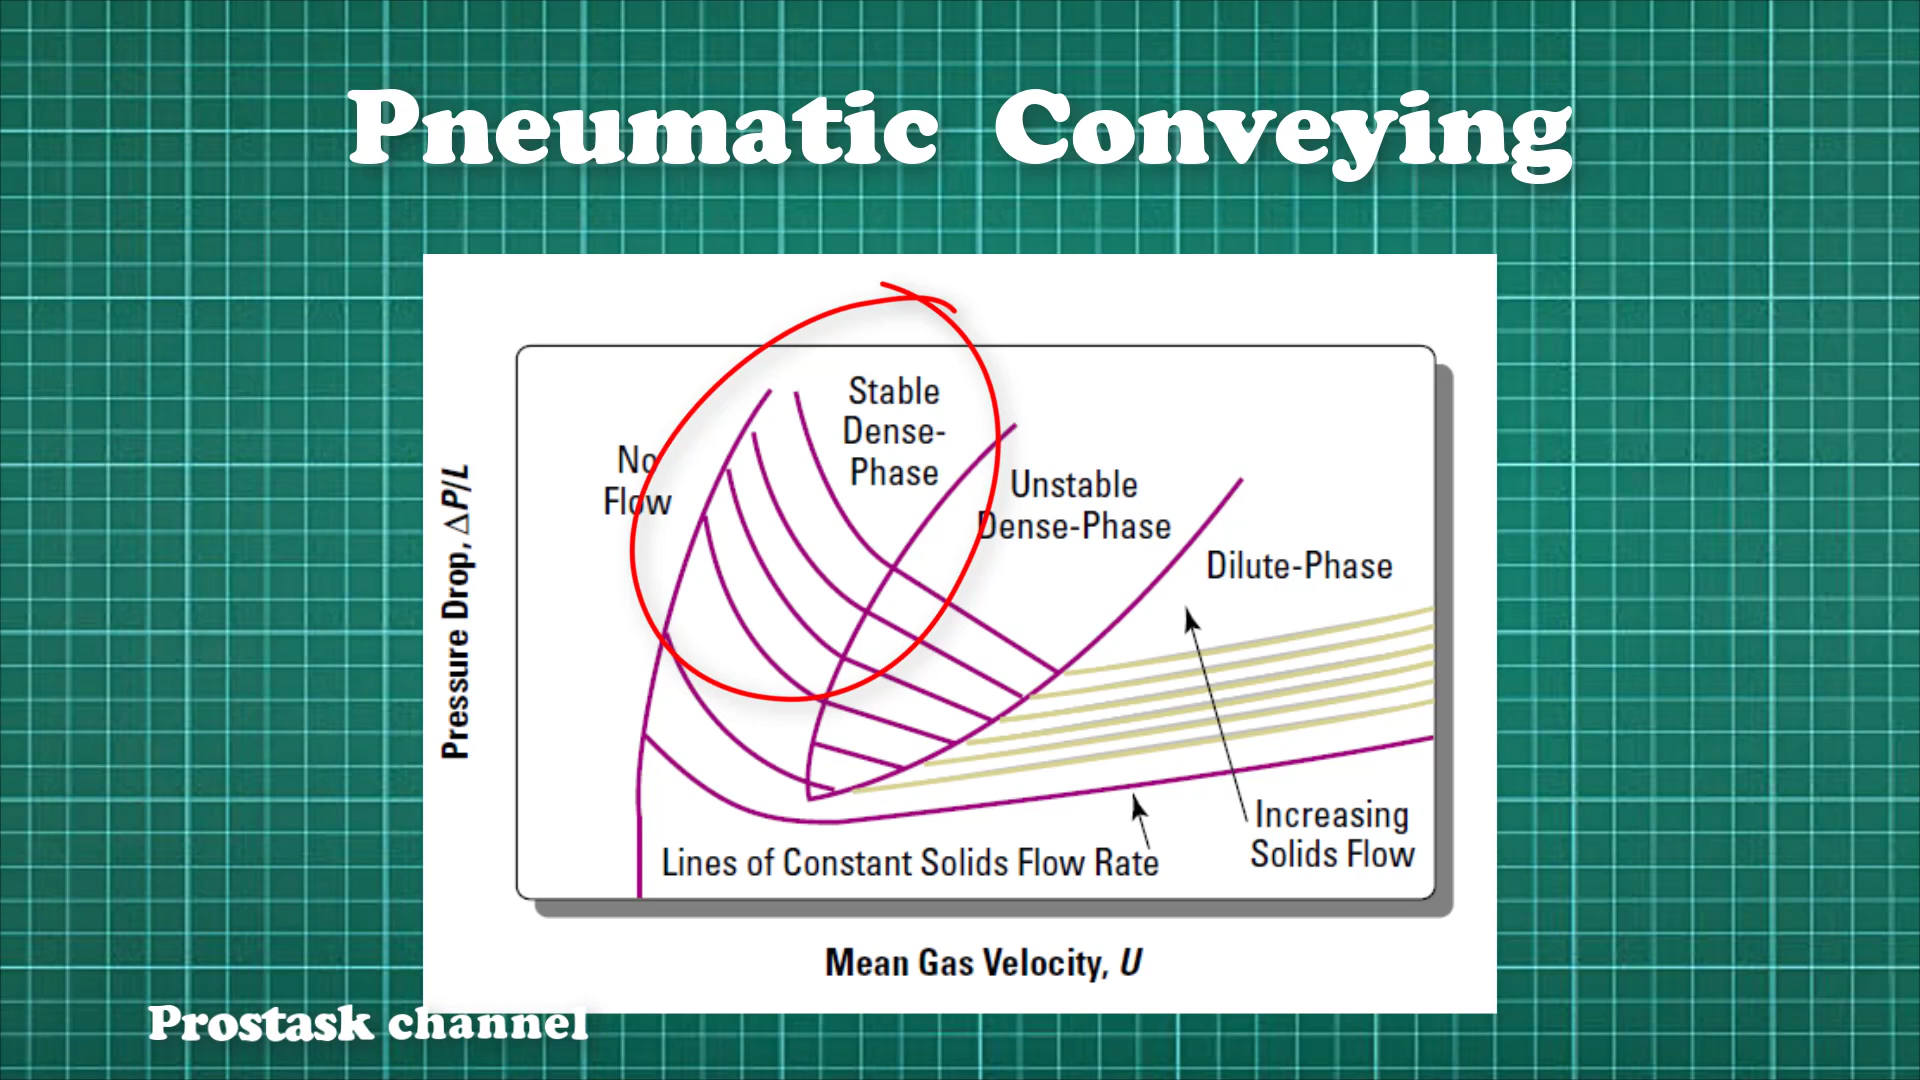 Pneumatic Conveying
Stable
Dense-
Phase
No
Flow
Unstable
Dense-Phase
Dilute-Phase
Pressure Drop, ΔP/L
Increasing
Solids Flow
Lines of Constant Solids Flow Rate
Mean Gas Velocity, U
Prostask channel